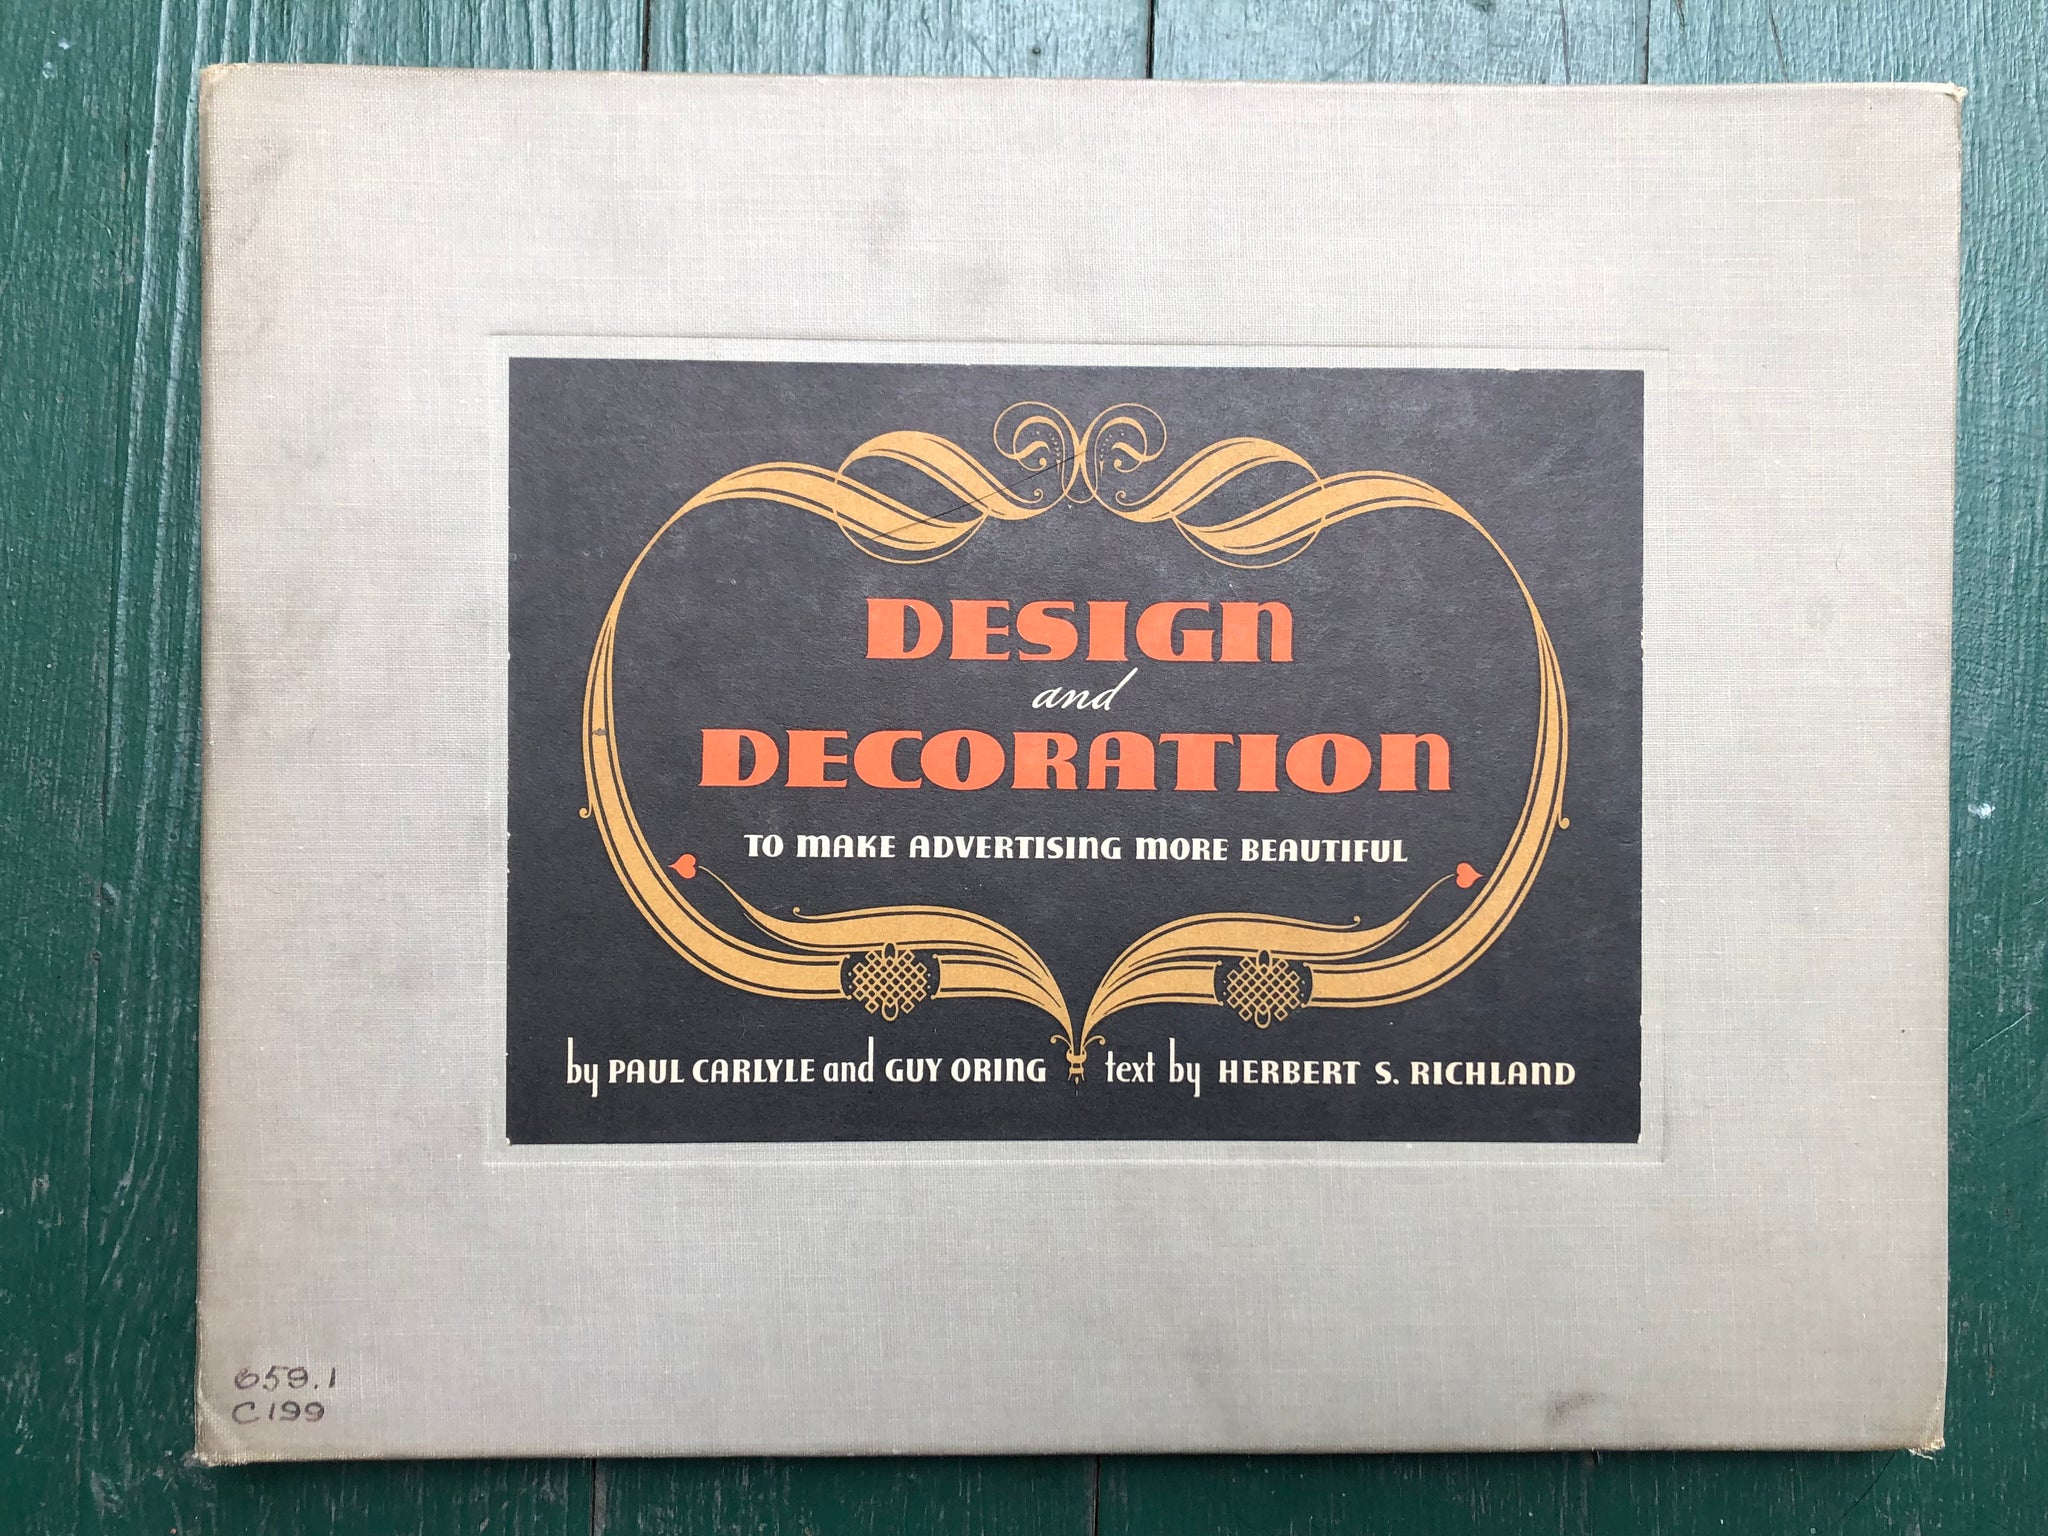 DESIGN
and
DECORATION
TO MAKE ADVERTISING MORE BEAUTIFUL
by PAUL CARLYLE and GUY ORING text by HERBERT S. RICHLAND
659.1
C199